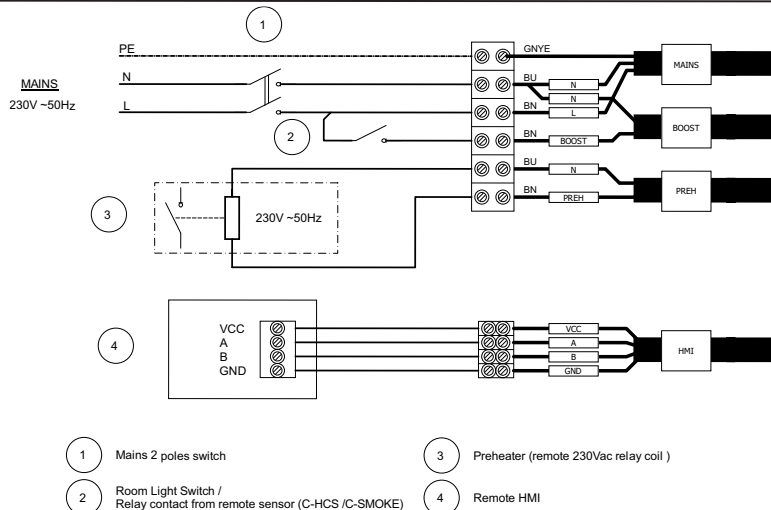 1
PE
GNYE
MAINS
MAINS
230V ~50Hz
N
BU
N
N
L
BN
L
2
BN
BOOST
BOOST
BU
N
3
230V ~50Hz
BN
PREH
PREH
4
VCC
A
B
GND
VCC
A
B
GND
HMI
1 Mains 2 poles switch
3 Preheater (remote 230Vac relay coil )
2 Room Light Switch /
Relay contact from remote sensor (C-HCS /C-SMOKE)
4 Remote HMI